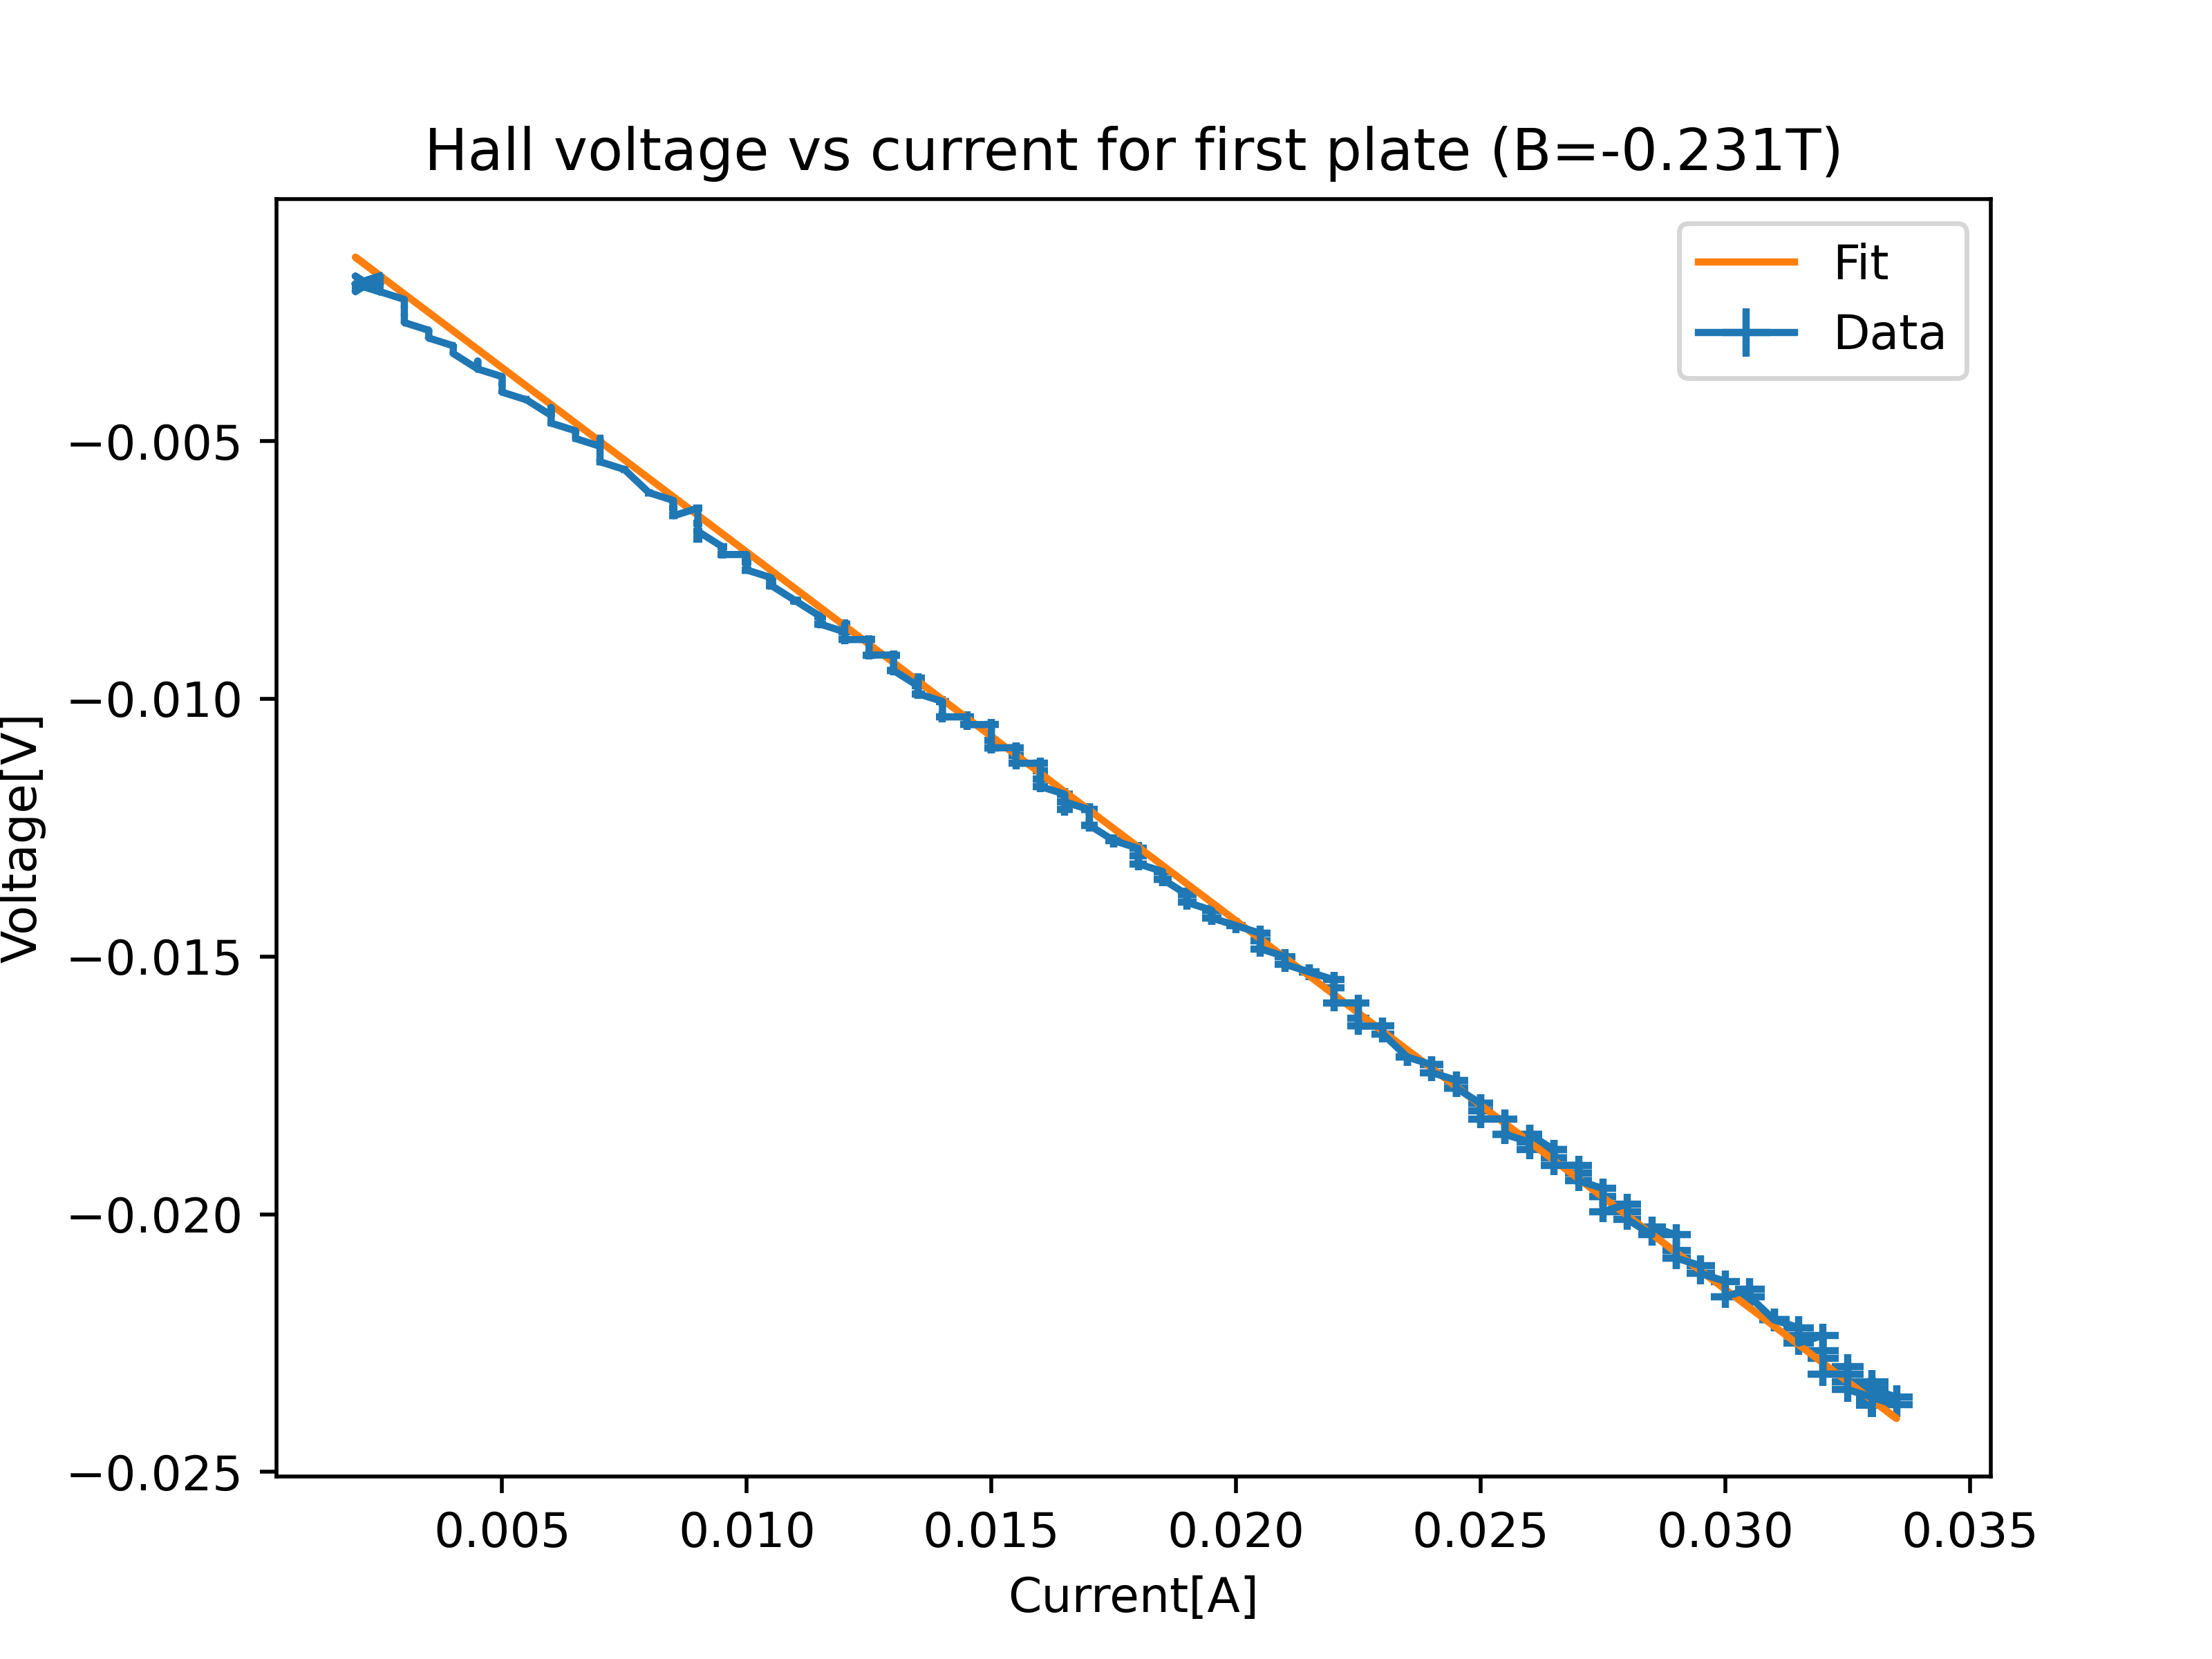 Hall voltage vs current for first plate (B=-0.231T)
Fit
Data
Voltage[V]
−0.005
−0.010
−0.015
−0.020
−0.025
0.005 0.010 0.015 0.020 0.025 0.030 0.035
Current[A]